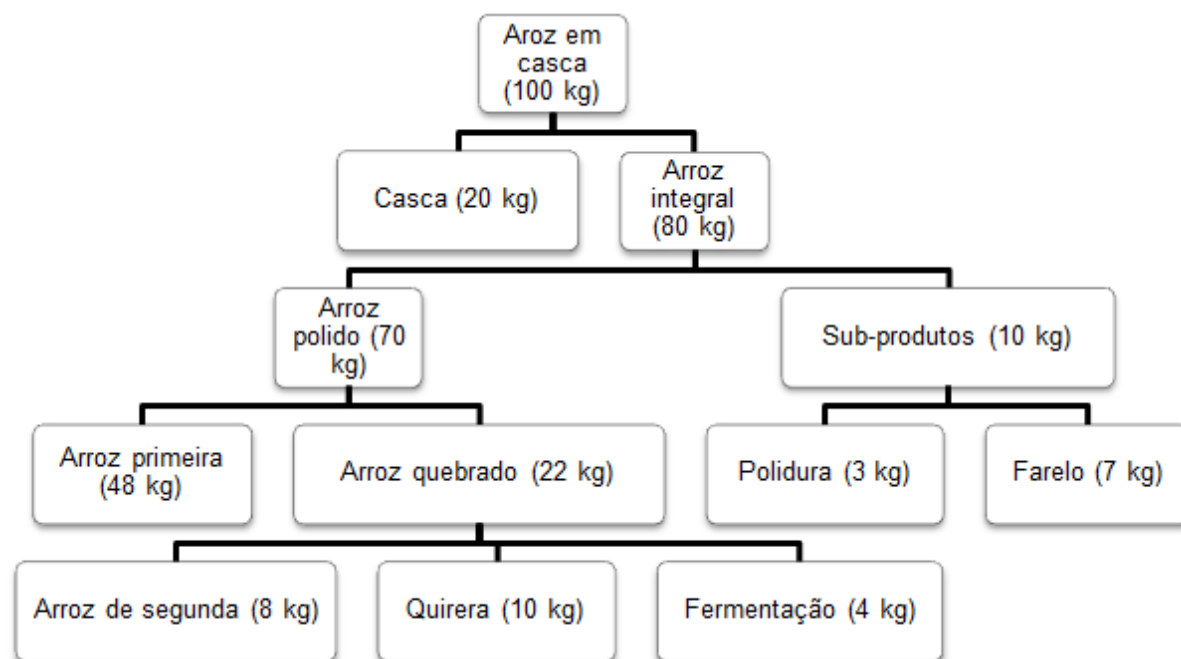 Aroz em
casca
(100 kg)
Casca (20 kg)
Arroz
integral
(80 kg)
Arroz
polido (70
kg)
Sub-produtos (10 kg)
Arroz primeira
(48 kg)
Arroz quebrado (22 kg)
Polidura (3 kg)
Farelo (7 kg)
Arroz de segunda (8 kg)
Quirera (10 kg)
Fermentação (4 kg)